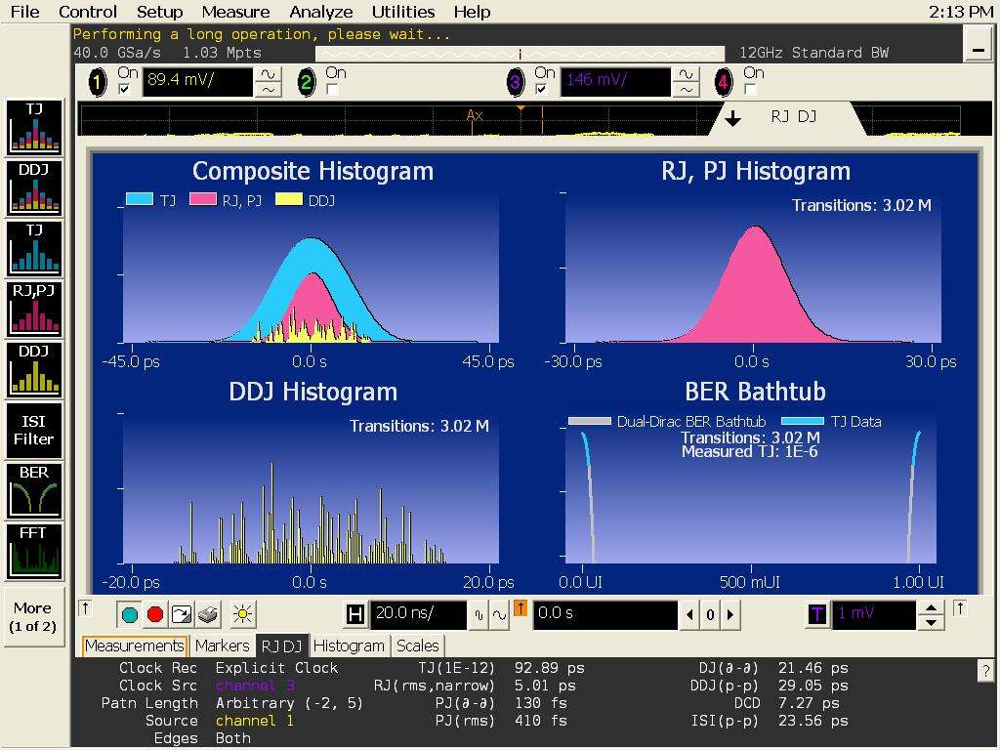 File Control Setup Measure Analyze Utilities Help 2:13 PM
Performing a long operation, please wait...
40.0 GSa/s 1.03 Mpts 12GHz Standard BW
1 On 89.4 mV/ 2 On 3 On 146 mV/ 4 On
Ax RJ DJ
TJ
DDJ
TJ
RJ,PJ
DDJ
ISI
Filter
BER
FFT
More
(1 of 2)
Composite Histogram
TJ RJ, PJ DDJ
-45.0 ps 0.0 s 45.0 ps
RJ, PJ Histogram
Transitions: 3.02 M
-30.0 ps 0.0 s 30.0 ps
DDJ Histogram
Transitions: 3.02 M
-20.0 ps 0.0 s 20.0 ps
BER Bathtub
Dual-Dirac BER Bathtub TJ Data
Transitions: 3.02 M
Measured TJ: 1E-6
0.0 UI 500 mUI 1.00 UI
H 20.0 ns/ 0.0 s 0 T 1 mV
Measurements Markers RJ DJ Histogram Scales
Clock Rec Explicit Clock TJ(1E-12) 92.89 ps DJ(∂-∂) 21.46 ps ?
Clock Src channel 3 RJ(rms,narrow) 5.01 ps DDJ(p-p) 29.05 ps
Patn Length Arbitrary (-2, 5) PJ(∂-∂) 130 fs DCD 7.27 ps
Source channel 1 PJ(rms) 410 fs ISI(p-p) 23.56 ps
Edges Both